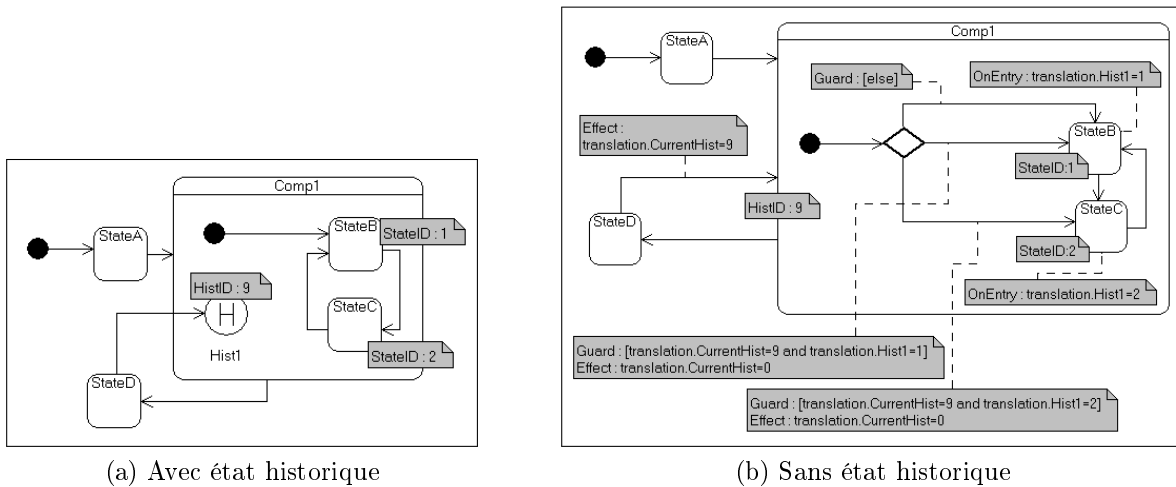 Comp1
StateA
StateB
StateID : 1
HistID : 9
H
Hist1
StateC
StateID : 2
StateD
(a) Avec état historique
Comp1
StateA
Guard : [else]
OnEntry : translation.Hist1=1
Effect :
translation.CurrentHist=9
StateB
StateID:1
HistID : 9
StateC
StateD
StateID:2
OnEntry : translation.Hist1=2
Guard : [translation.CurrentHist=9 and translation.Hist1=1]
Effect : translation.CurrentHist=0
Guard : [translation.CurrentHist=9 and translation.Hist1=2]
Effect : translation.CurrentHist=0
(b) Sans état historique